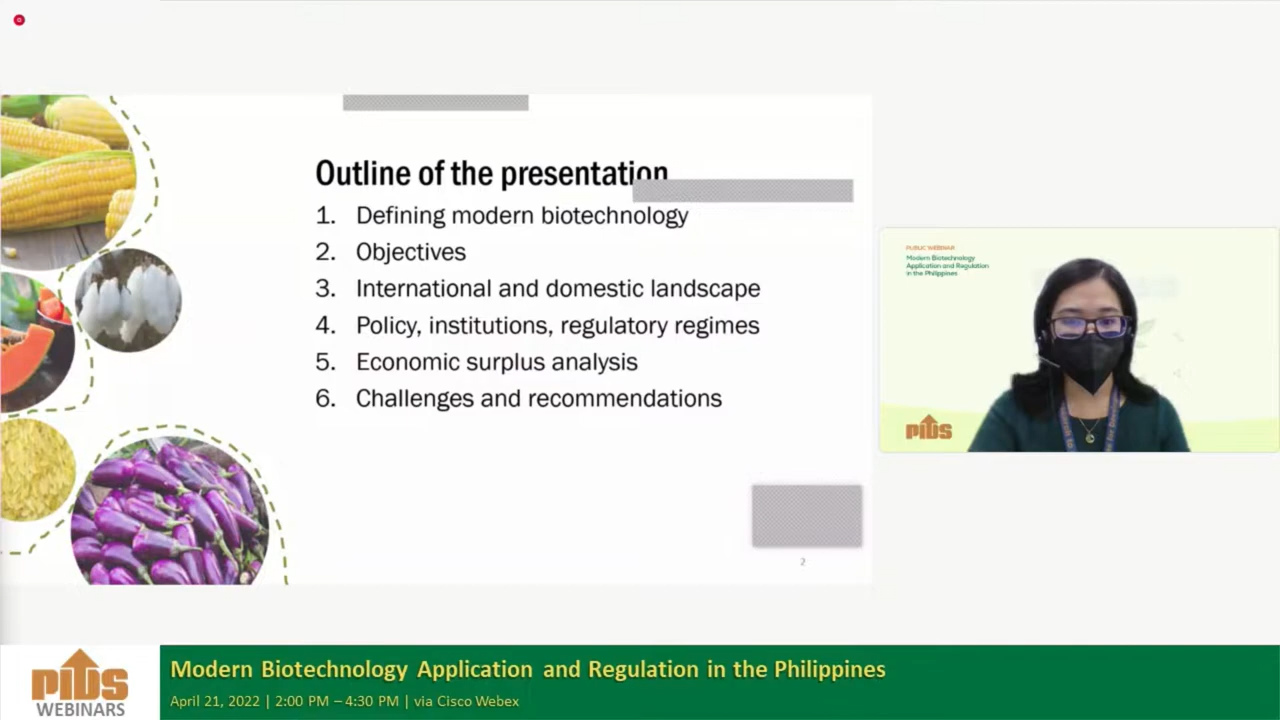 Outline of the presentation
1. Defining modern biotechnology
2. Objectives
3. International and domestic landscape
4. Policy, institutions, regulatory regimes
5. Economic surplus analysis
6. Challenges and recommendations
2
PUBLIC WEBINAR
Modern Biotechnology
Application and Regulation
in the Philippines
PIDS
PIDS
WEBINARS
Modern Biotechnology Application and Regulation in the Philippines
April 21, 2022 | 2:00 PM – 4:30 PM | via Cisco Webex